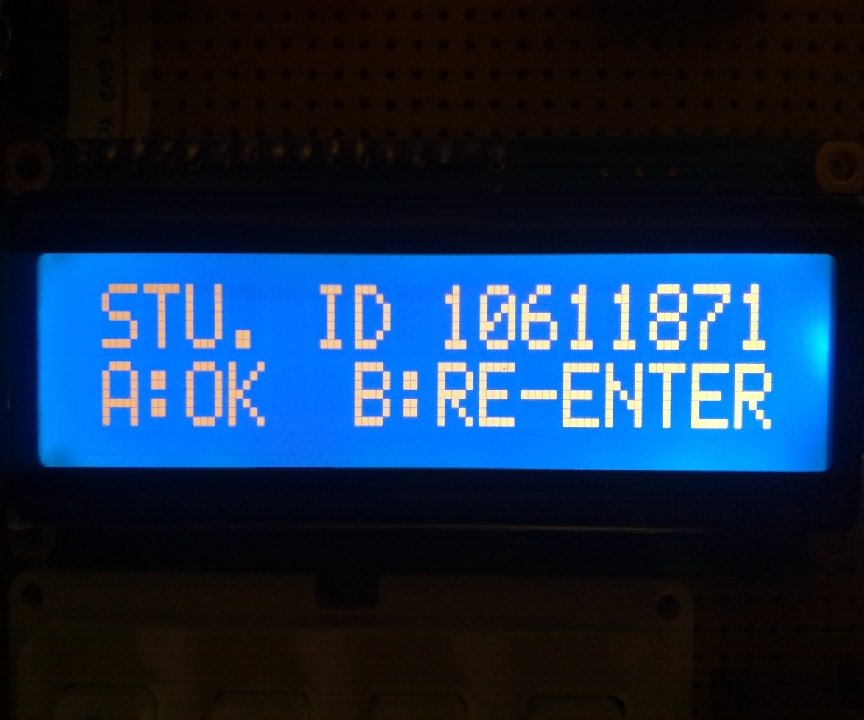 STU. ID 10611871
A:OK  B:RE-ENTER